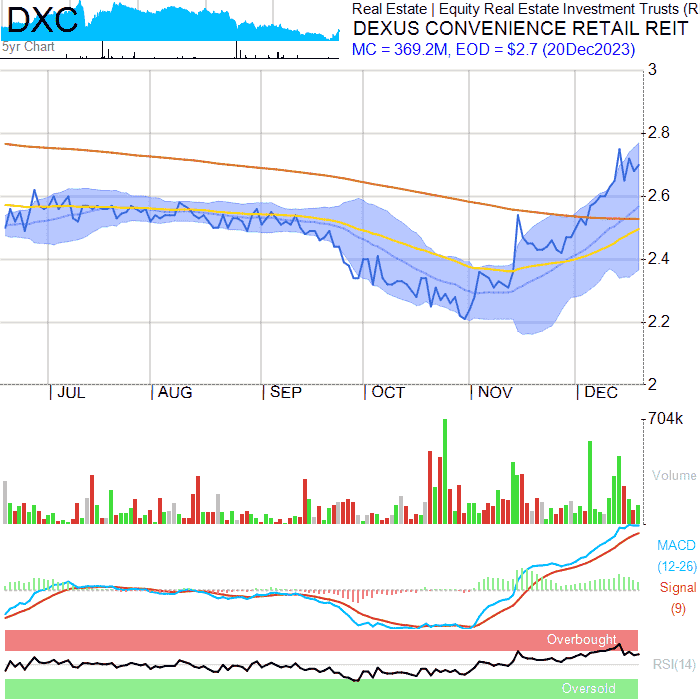 DXC
5yr Chart
Real Estate | Equity Real Estate Investment Trusts (R
DEXUS CONVENIENCE RETAIL REIT
MC = 369.2M, EOD = $2.7 (20Dec2023)
3
2.8
2.6
2.4
2.2
2
| JUL | AUG | SEP | OCT | NOV | DEC
704k
Volume
MACD
(12-26)
Signal
(9)
Overbought
RSI(14)
Oversold